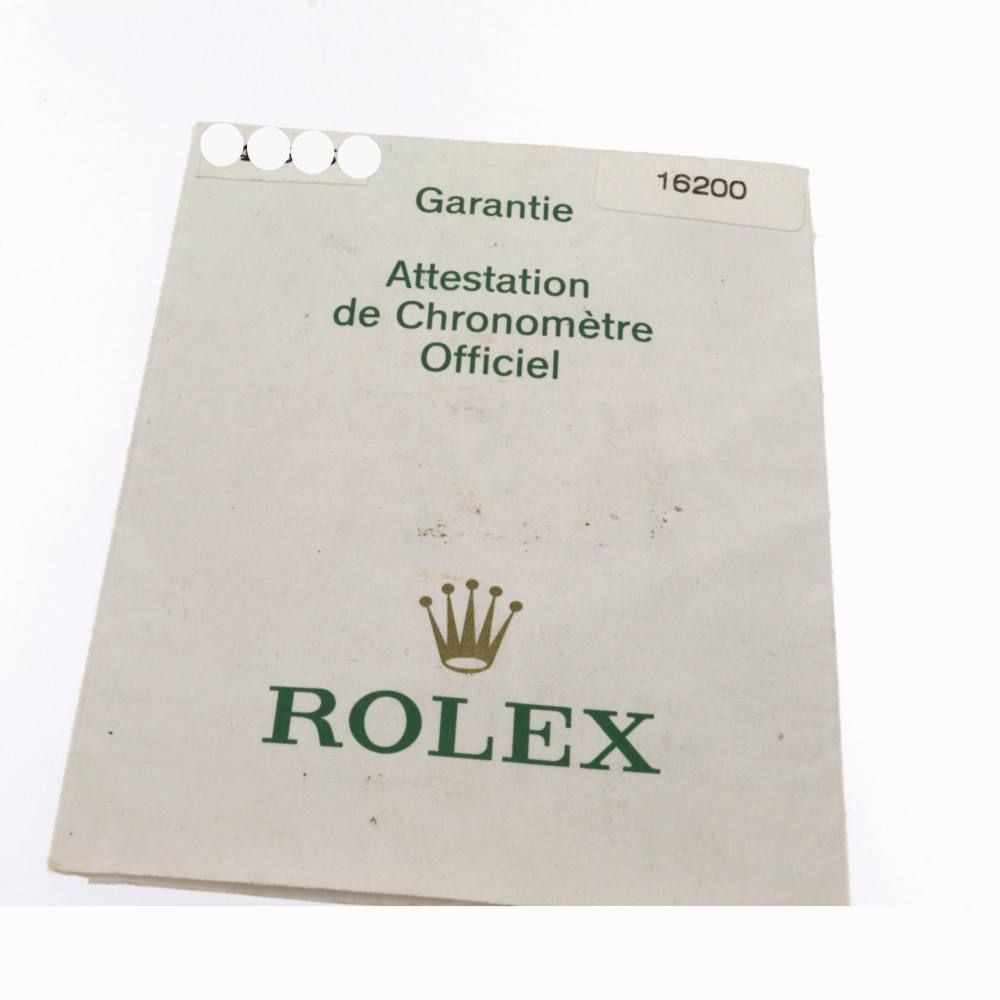 16200
Garantie
Attestation
de Chronomètre
Officiel
ROLEX